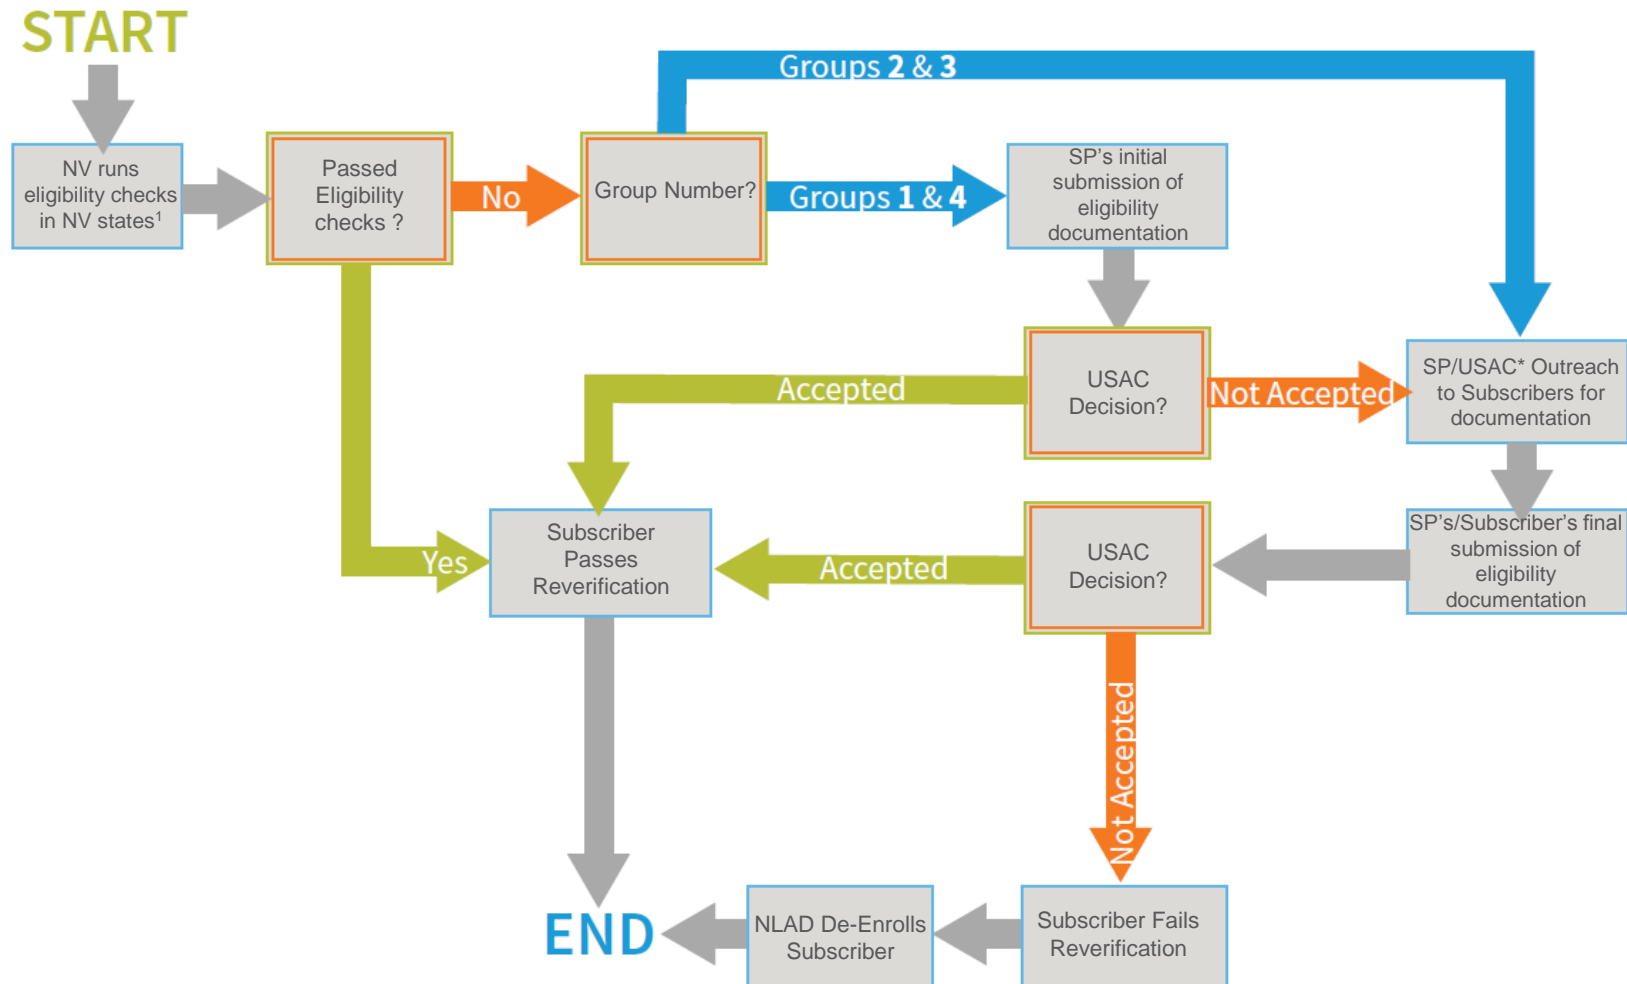 START
Groups 2 & 3
NV runs
eligibility checks
in NV states¹
Passed
Eligibility
checks ?
No
Group Number?
Groups 1 & 4
SP's initial
submission of
eligibility
documentation
Accepted
USAC
Decision?
Not Accepted
SP/USAC* Outreach
to Subscribers for
documentation
Yes
Subscriber
Passes
Reverification
Accepted
USAC
Decision?
SP's/Subscriber's final
submission of
eligibility
documentation
Not Accepted
END
NLAD De-Enrolls
Subscriber
Subscriber Fails
Reverification